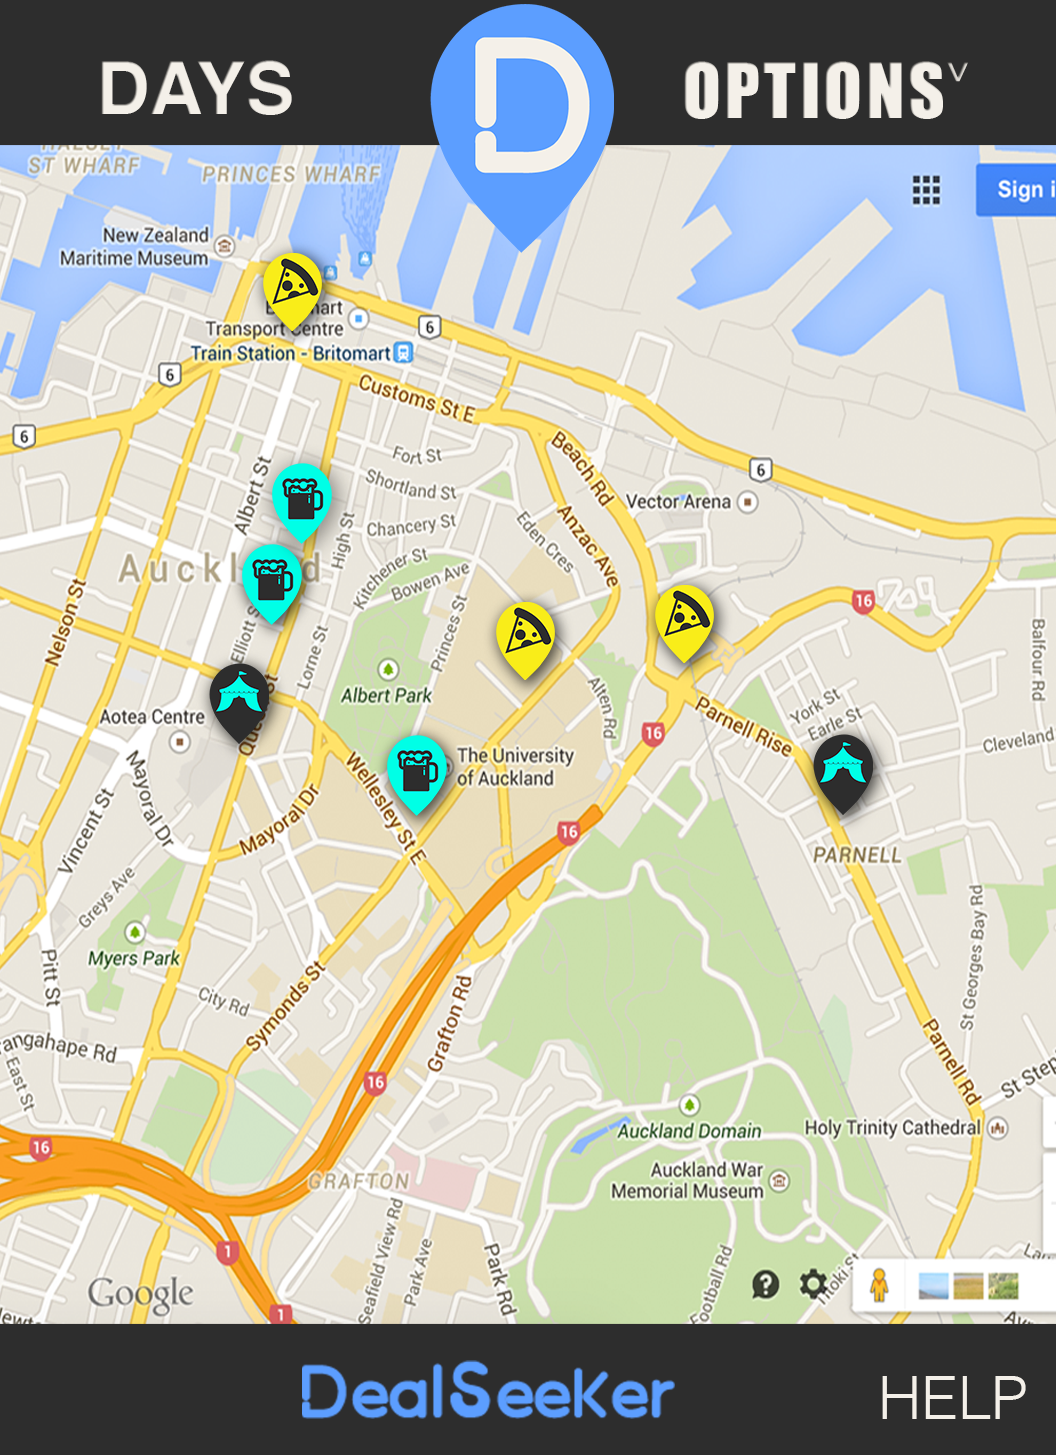 DAYS
D
OPTIONS V
ST WHARF
PRINCES WHARF
Sign i
New Zealand
Maritime Museum
Transport Centre
Train Station - Britomart
6
6
6
6
Customs St E
Beach Rd
Fort St
Shortland St
Albert St
High St
Chancery St
Eden Cres
Anzac Ave
Vector Arena
Kitchener St
Bowen Ave
Nelson St
Elliott St
Lorne St
Princes St
16
Balfour Rd
Albert Park
Alten Rd
York St
Earle St
Cleveland
Parnell Rise
Aotea Centre
16
The University
of Auckland
Mayoral Dr
Mayoral Dr
Wellesley St E
Vincent St
16
PARNELL
Greys Ave
Myers Park
Pitt St
City Rd
Symonds St
Grafton Rd
St Georges Bay Rd
Parnell Rd
angahape Rd
East St
16
St Step
Auckland Domain
Holy Trinity Cathedral
16
Auckland War
Memorial Museum
GRAFTON
Seafield View Rd
Park Ave
Park Rd
Football Rd
1
1
Google
?
DealSeeker
HELP